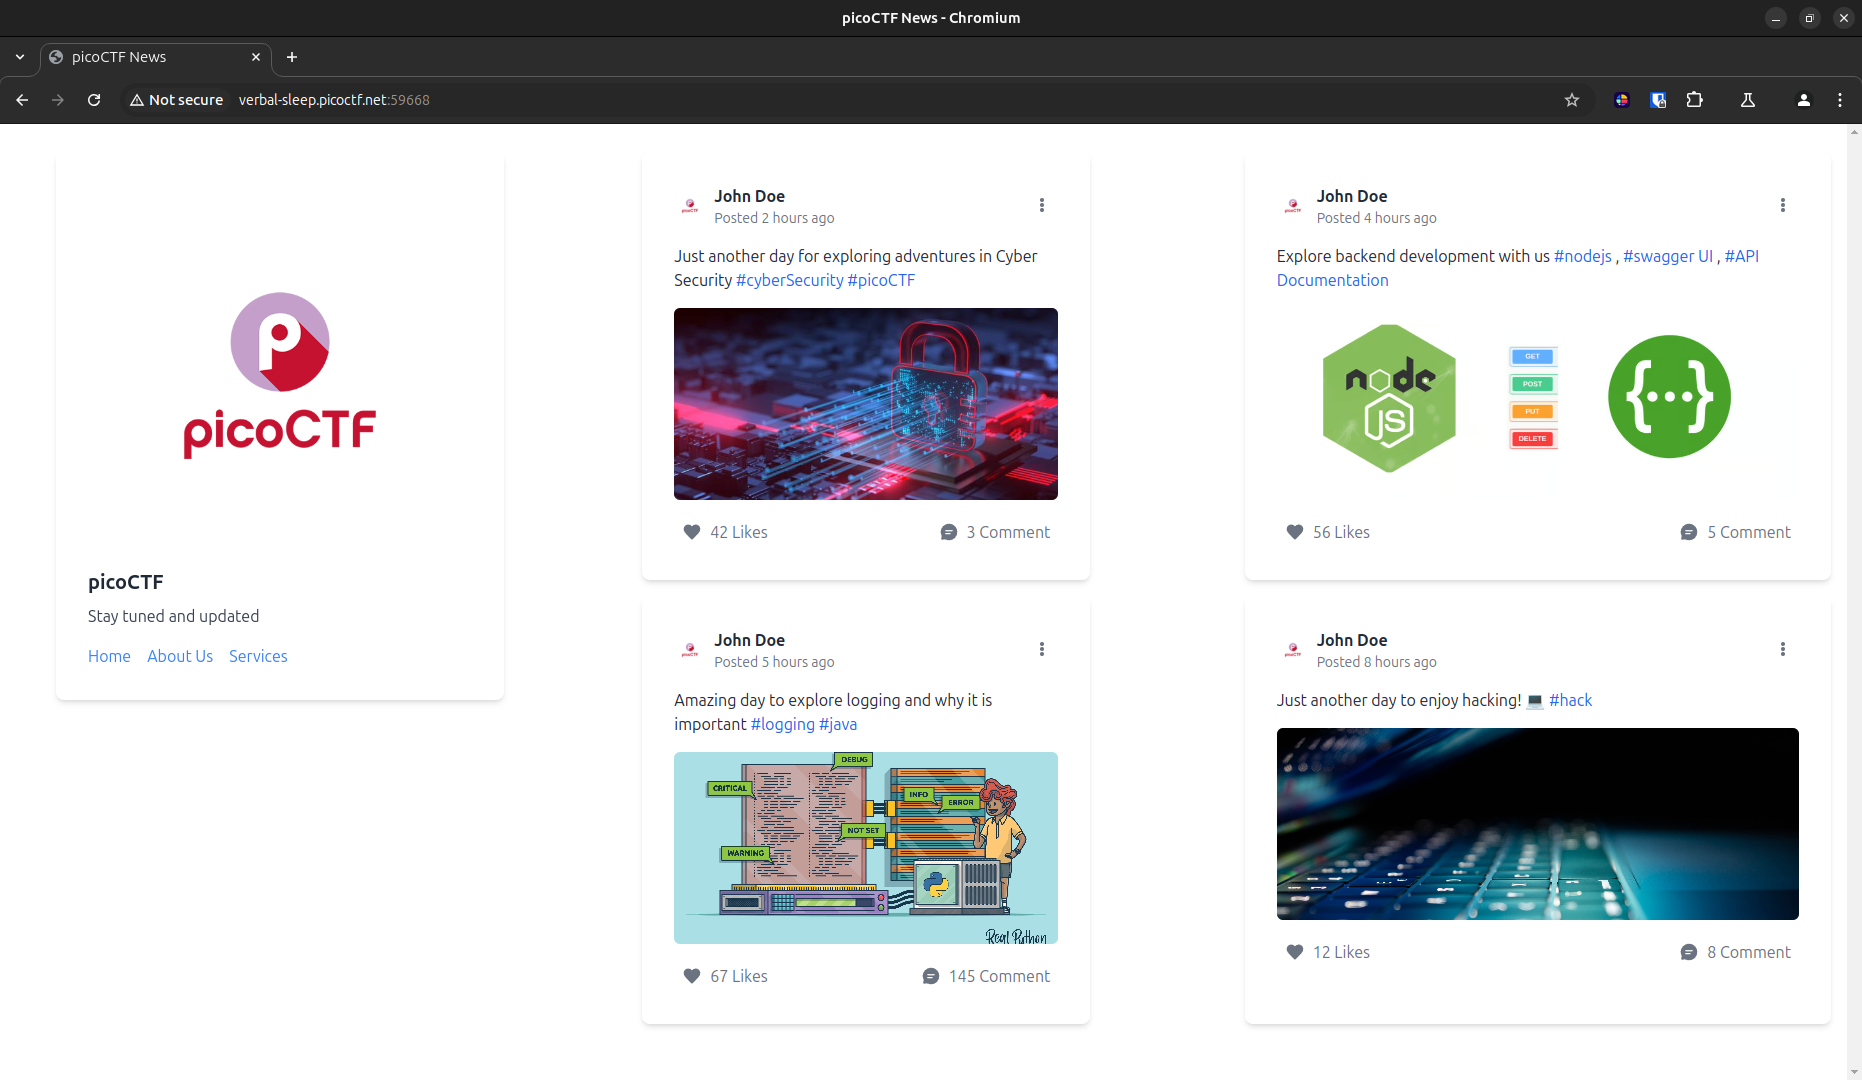 picoCTF News - Chromium
picoCTF News
Not secure verbal-sleep.picoctf.net:59668
picoCTF
picoCTF
Stay tuned and updated
Home About Us Services
picoCTF
John Doe
Posted 2 hours ago
Just another day for exploring adventures in Cyber
Security #cyberSecurity #picoCTF
42 Likes 3 Comment
picoCTF
John Doe
Posted 4 hours ago
Explore backend development with us #nodejs , #swagger UI , #API
Documentation
node
JS
GET
POST
PUT
DELETE
{...}
56 Likes 5 Comment
picoCTF
John Doe
Posted 5 hours ago
Amazing day to explore logging and why it is
important #logging #java
DEBUG
CRITICAL
INFO
ERROR
NOT SET
WARNING
Real Python
67 Likes 145 Comment
picoCTF
John Doe
Posted 8 hours ago
Just another day to enjoy hacking! 💻 #hack
12 Likes 8 Comment